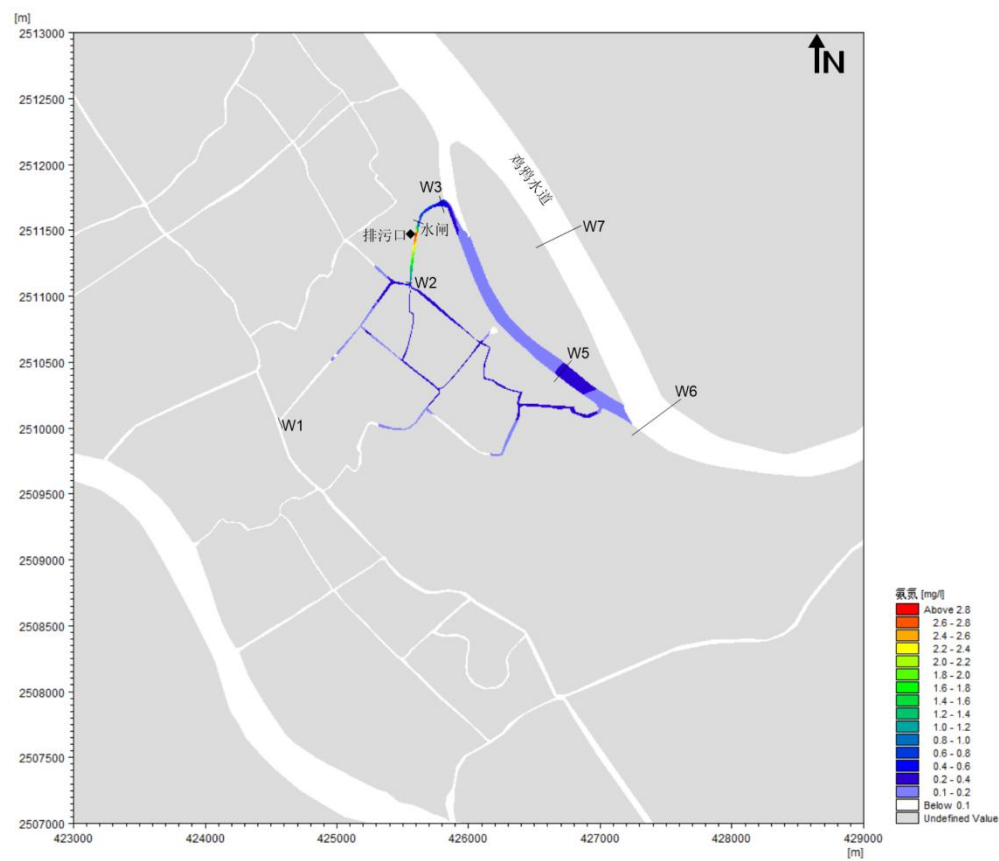 [m]
2513000
N
2512500
2512000
鸡鸦水道
W3
W7
2511500
排污口
水闸
2511000
W2
2510500
W5
W6
2510000
W1
2509500
2509000
2508500
2508000
2507500
2507000
423000
424000
425000
426000
427000
428000
429000
[m]
氨氮 [mg/l]
Above 2.8
2.6 - 2.8
2.4 - 2.6
2.2 - 2.4
2.0 - 2.2
1.8 - 2.0
1.6 - 1.8
1.4 - 1.6
1.2 - 1.4
1.0 - 1.2
0.8 - 1.0
0.6 - 0.8
0.4 - 0.6
0.2 - 0.4
0.1 - 0.2
Below 0.1
Undefined Value